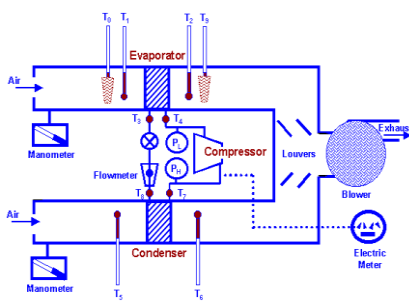 T0 T1 T2 T9
Evaporator
Air
T3 T4
Manometer
PL
Compressor
Louvers
Exhaus
Flowmeter
PH
Blower
T8 T7
Air
Condenser
Electric
Meter
Manometer
T5 T6